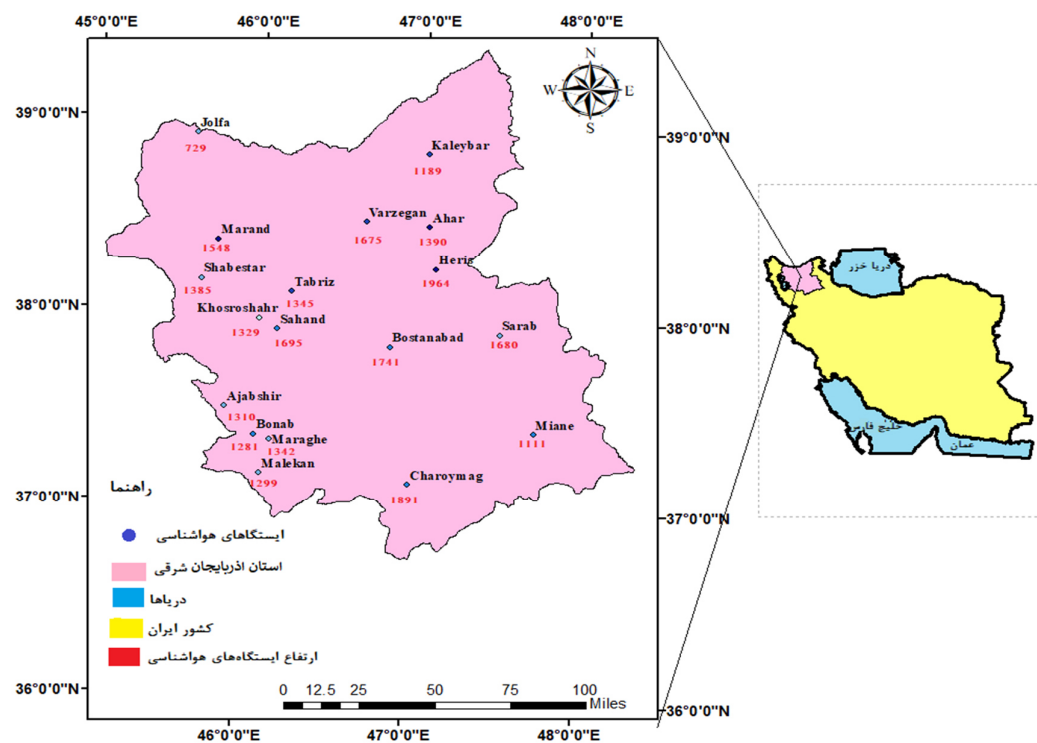 45°0'0"E 46°0'0"E 47°0'0"E 48°0'0"E
N
W E
S
39°0'0"N
38°0'0"N
37°0'0"N
36°0'0"N
Jolfa
729
Kaleybar
1189
Varzegan
1675
Ahar
1390
Marand
1548
Heris
1964
Shabestar
1385
Tabriz
1345
Khosroshahr
1329
Sahand
1695
Bostanabad
1741
Sarab
1680
Ajabshir
1310
Bonab
1281
Maraghe
1342
Malekan
1299
Miane
1111
Charoymag
1891
راهنما
ایستگاهای هواشناسی
استان اذربایجان شرقی
دریاها
کشور ایران
ارتفاع ایستگاه‌های هواشناسی
0 12.5 25 50 75 100
Miles
46°0'0"E 47°0'0"E 48°0'0"E
39°0'0"N
38°0'0"N
37°0'0"N
36°0'0"N
دریا خزر
خلیج فارس
عمان